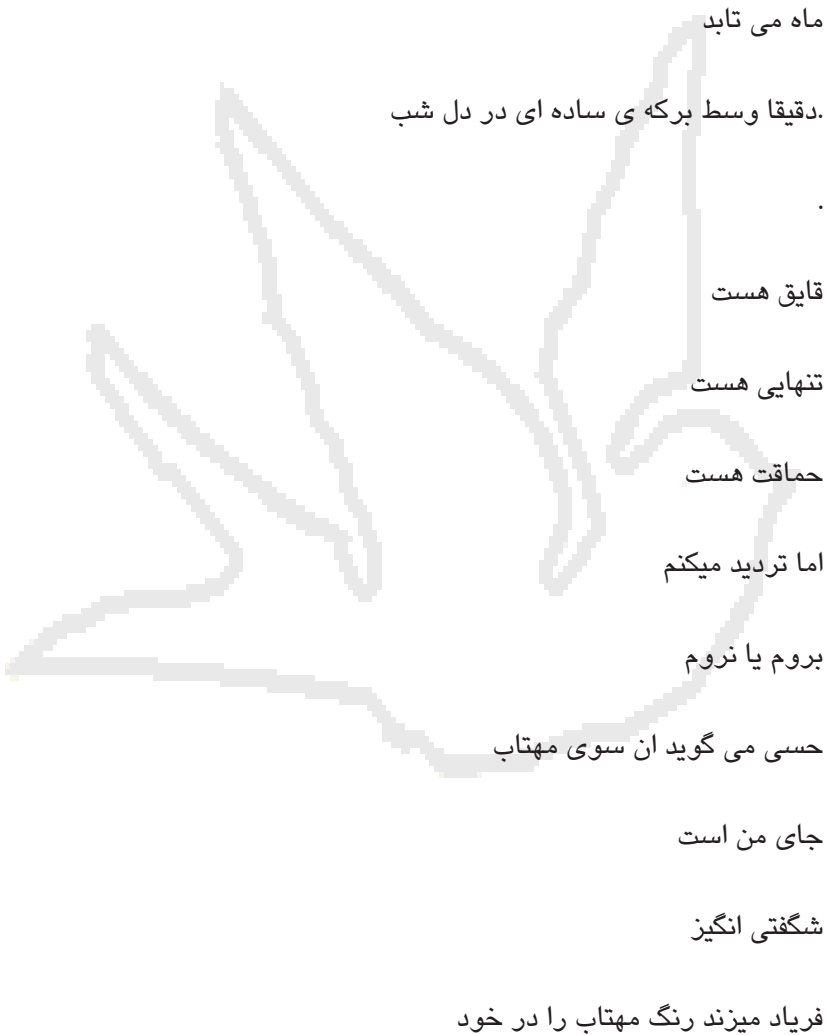 ماه می تابد
.دقیقا وسط برکه ی ساده ای در دل شب
.
قایق هست
تنهایی هست
حماقت هست
اما تردید میکنم
بروم یا نروم
حسی می گوید ان سوی مهتاب
جای من است
شگفتی انگیز
فریاد میزند رنگ مهتاب را در خود